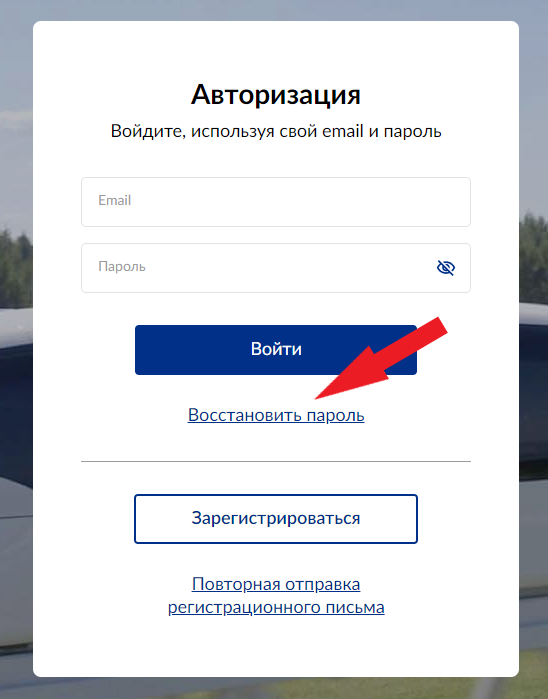 Авторизация
Войдите, используя свой email и пароль
Email
Пароль
Войти
Восстановить пароль
Зарегистрироваться
Повторная отправка
регистрационного письма